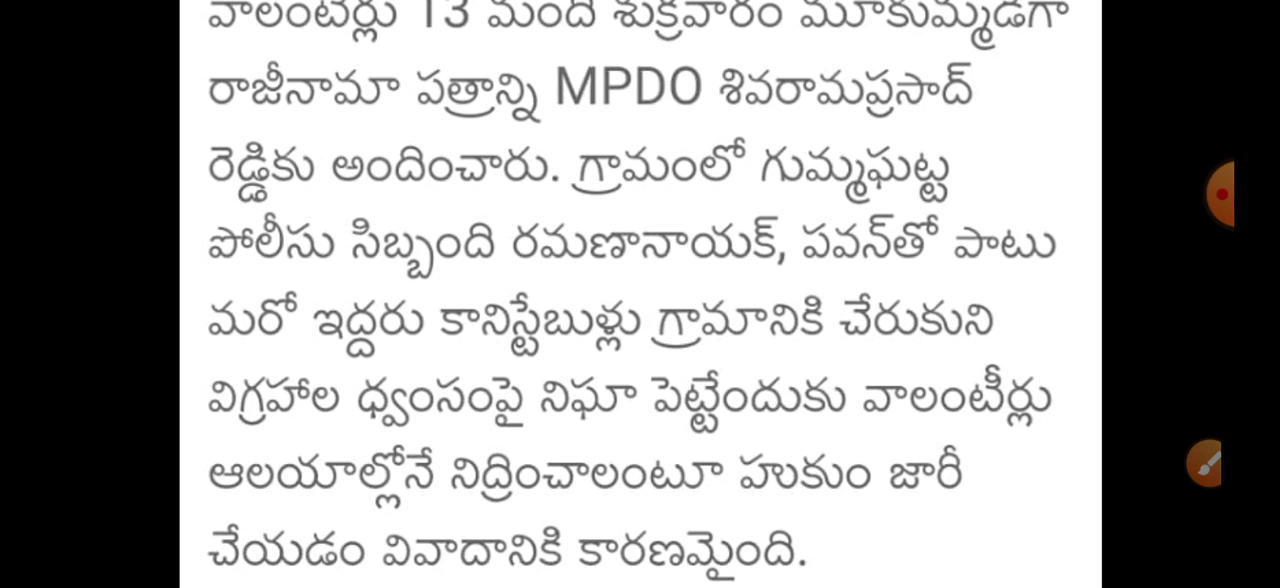 వాలంటీర్లు 13 మంది శుక్రవారం మూకుమ్మడిగా
రాజీనామా పత్రాన్ని MPDO శివరామప్రసాద్
రెడ్డికు అందించారు. గ్రామంలో గుమ్మఘట్ట
పోలీసు సిబ్బంది రమణానాయక్, పవన్‌తో పాటు
మరో ఇద్దరు కానిస్టేబుళ్లు గ్రామానికి చేరుకుని
విగ్రహాల ధ్వంసంపై నిఘా పెట్టేందుకు వాలంటీర్లు
ఆలయాల్లోనే నిద్రించాలంటూ హుకుం జారీ
చేయడం వివాదానికి కారణమైంది.